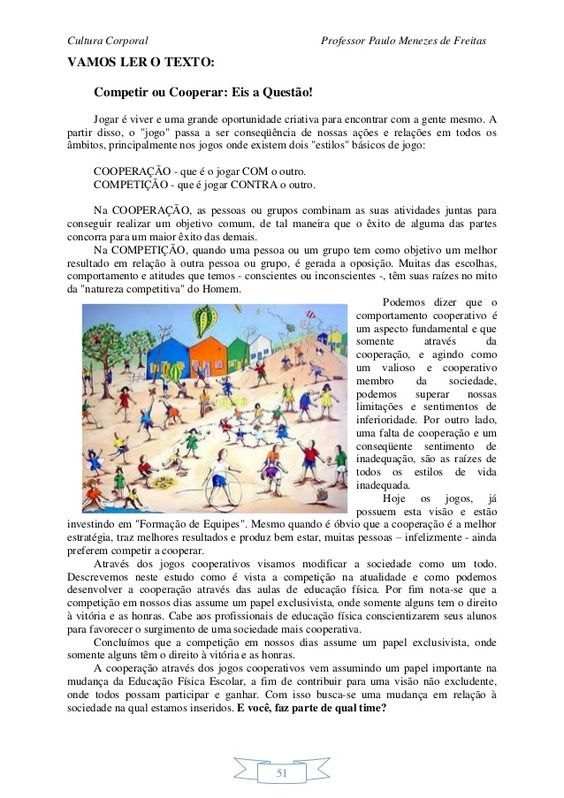 Cultura Corporal Professor Paulo Menezes de Freitas
VAMOS LER O TEXTO:
Competir ou Cooperar: Eis a Questão!
Jogar é viver e uma grande oportunidade criativa para encontrar com a gente mesmo. A
partir disso, o "jogo" passa a ser conseqüência de nossas ações e relações em todos os
âmbitos, principalmente nos jogos onde existem dois "estilos" básicos de jogo:
COOPERAÇÃO - que é o jogar COM o outro.
COMPETIÇÃO - que é jogar CONTRA o outro.
Na COOPERAÇÃO, as pessoas ou grupos combinam as suas atividades juntas para
conseguir realizar um objetivo comum, de tal maneira que o êxito de alguma das partes
concorra para um maior êxito das demais.
Na COMPETIÇÃO, quando uma pessoa ou um grupo tem como objetivo um melhor
resultado em relação à outra pessoa ou grupo, é gerada a oposição. Muitas das escolhas,
comportamento e atitudes que temos - conscientes ou inconscientes -, têm suas raízes no mito
da "natureza competitiva" do Homem.
Podemos dizer que o
comportamento cooperativo é
um aspecto fundamental e que
somente através da
cooperação, e agindo como
um valioso e cooperativo
membro da sociedade,
podemos superar nossas
limitações e sentimentos de
inferioridade. Por outro lado,
uma falta de cooperação e um
conseqüente sentimento de
inadequação, são as raízes de
todos os estilos de vida
inadequada.
Hoje os jogos, já
possuem esta visão e estão
investindo em "Formação de Equipes". Mesmo quando é óbvio que a cooperação é a melhor
estratégia, traz melhores resultados e produz bem estar, muitas pessoas – infelizmente - ainda
preferem competir a cooperar.
Através dos jogos cooperativos visamos modificar a sociedade como um todo.
Descrevemos neste estudo como é vista a competição na atualidade e como podemos
desenvolver a cooperação através das aulas de educação física. Por fim nota-se que a
competição em nossos dias assume um papel exclusivista, onde somente alguns tem o direito
à vitória e as honras. Cabe aos profissionais de educação física conscientizarem seus alunos
para favorecer o surgimento de uma sociedade mais cooperativa.
Concluímos que a competição em nossos dias assume um papel exclusivista, onde
somente alguns têm o direito à vitória e as honras.
A cooperação através dos jogos cooperativos vem assumindo um papel importante na
mudança da Educação Física Escolar, a fim de contribuir para uma visão não excludente,
onde todos possam participar e ganhar. Com isso busca-se uma mudança em relação à
sociedade na qual estamos inseridos. E você, faz parte de qual time?
51